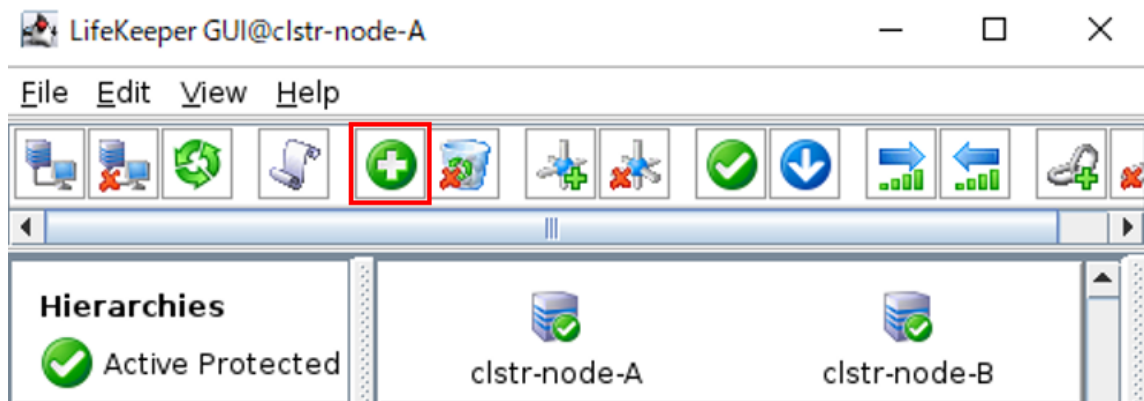 LifeKeeper GUI@clstr-node-A
File Edit View Help
Hierarchies
Active Protected
clstr-node-A
clstr-node-B